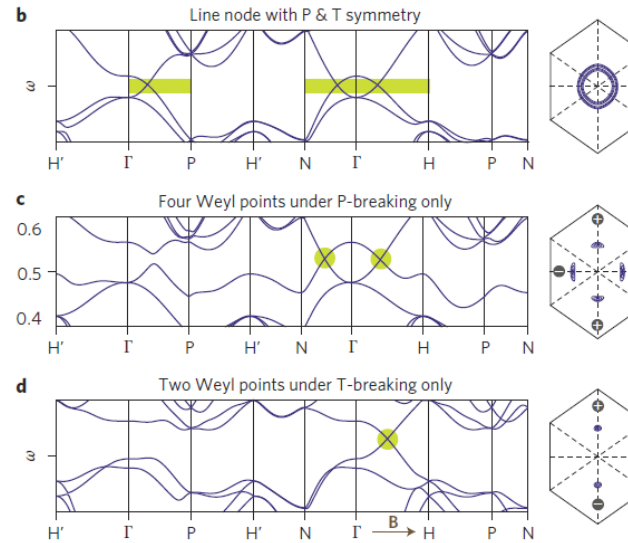 b Line node with P & T symmetry
ω
H′ Γ P H′ N Γ H P N
c Four Weyl points under P-breaking only
0.6
0.5
0.4
+
−
+
H′ Γ P H′ N Γ H P N
d Two Weyl points under T-breaking only
ω
+
−
H′ Γ P H′ N Γ B H P N